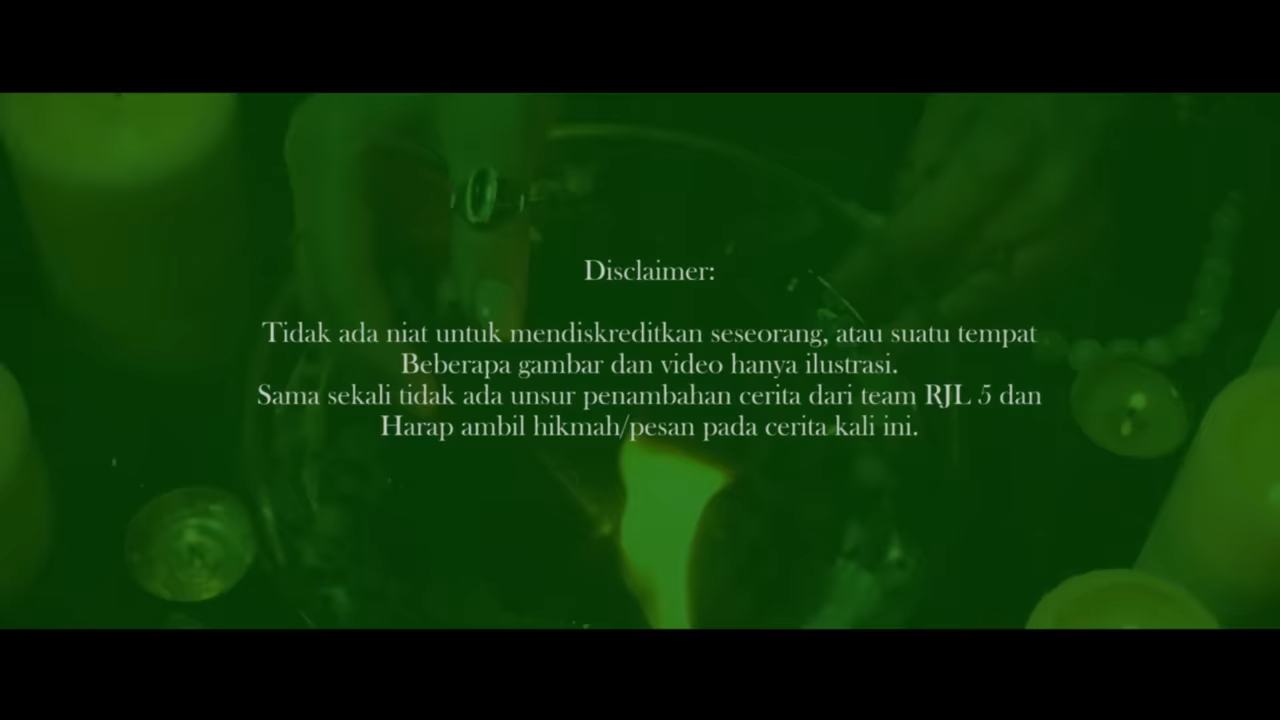 Disclaimer:
Tidak ada niat untuk mendiskreditkan seseorang, atau suatu tempat
Beberapa gambar dan video hanya ilustrasi.
Sama sekali tidak ada unsur penambahan cerita dari team RJL 5 dan
Harap ambil hikmah/pesan pada cerita kali ini.